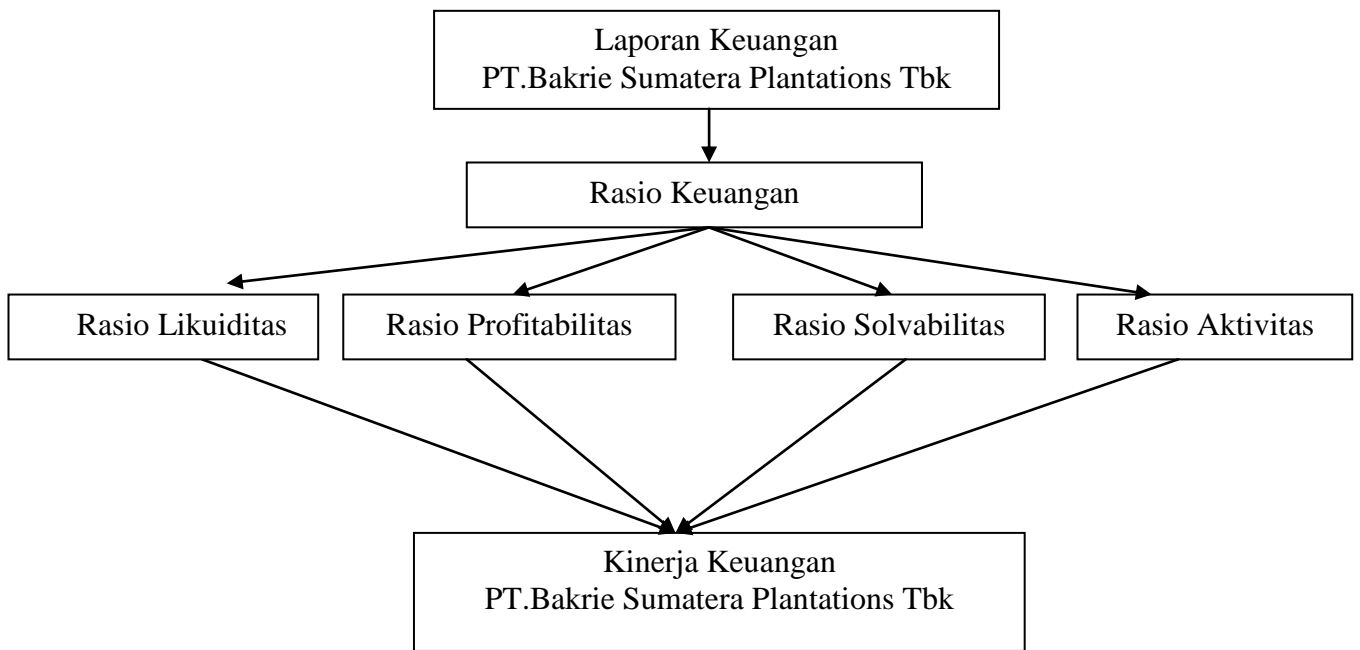 Laporan Keuangan
PT.Bakrie Sumatera Plantations Tbk
Rasio Keuangan
Rasio Likuiditas
Rasio Profitabilitas
Rasio Solvabilitas
Rasio Aktivitas
Kinerja Keuangan
PT.Bakrie Sumatera Plantations Tbk